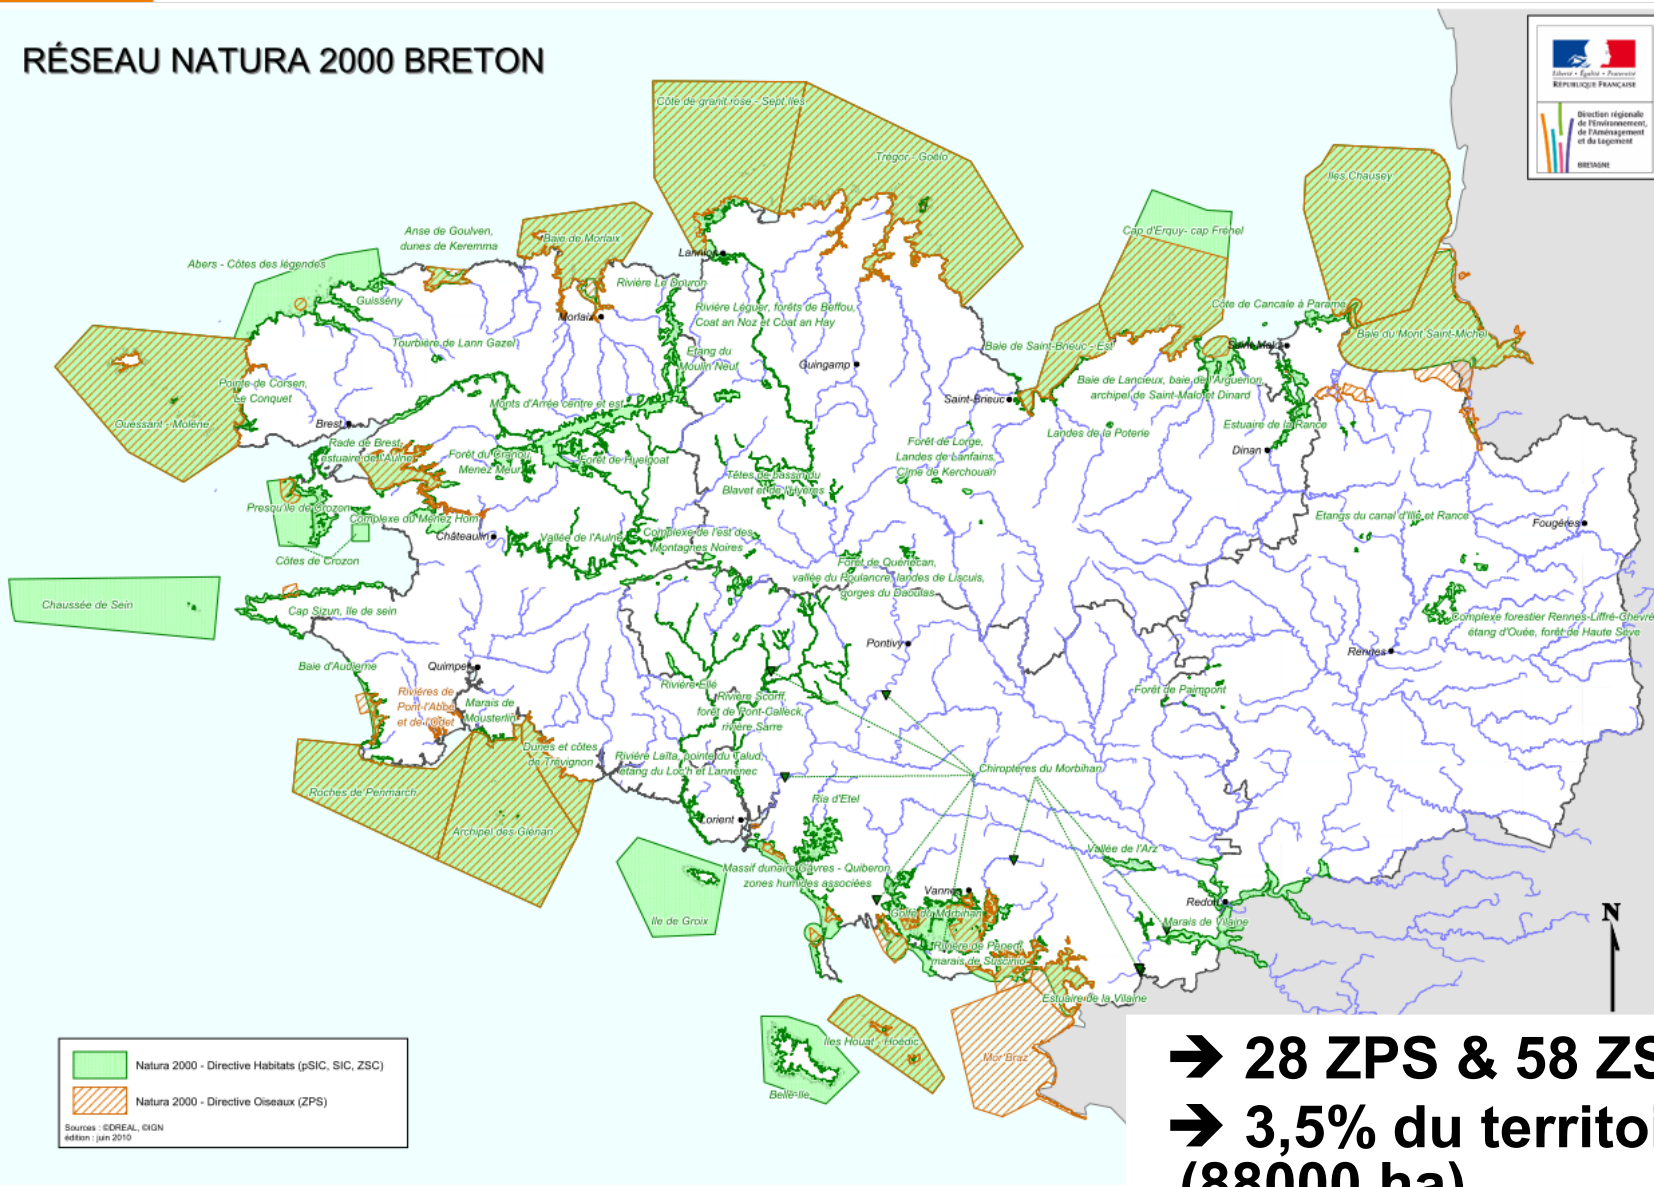 RÉSEAU NATURA 2000 BRETON
Liberté • Égalité • Fraternité
RÉPUBLIQUE FRANÇAISE
Direction régionale
de l'Environnement,
de l'Aménagement
et du Logement
BRETAGNE
Côte de granit rose - Sept Iles
Trégor - Goëlo
Iles Chausey
Anse de Goulven,
dunes de Keremma
Baie de Morlaix
Cap d'Erquy- cap Fréhel
Abers - Côtes des légendes
Lannion
Rivière Le Douron
Guissény
Rivière Léguer, forêts de Beffou,
Coat an Noz et Coat an Hay
Côte de Cancale à Paramé
Morlaix
Baie du Mont Saint-Michel
Tourbière de Lann Gazel
Etang du
Moulin Neuf
Guingamp
Baie de Saint-Brieuc - Est
Saint-Malo
Pointe de Corsen,
Le Conquet
Baie de Lancieux, baie de l'Arguenon,
archipel de Saint-Malo et Dinard
Monts d'Arrée centre et est
Saint-Brieuc
Ouessant - Molène
Brest
Estuaire de la Rance
Landes de la Poterie
Rade de Brest,
estuaire de l'Aulne
Forêt du Cranou,
Menez Meur
Forêt de Huelgoat
Forêt de Lorge,
Landes de Lanfains,
Cime de Kerchouan
Dinan
Têtes de bassin du
Blavet et de l'Hyères
Presqu'île de Crozon
Complexe du Menez Hom
Etangs du canal d'Ille et Rance
Fougères
Châteaulin
Vallée de l'Aulne
Complexe de l'est des
Montagnes Noires
Côtes de Crozon
Forêt de Quénécan,
vallée du Poulancre, landes de Liscuis,
gorges du Daoulas
Chaussée de Sein
Cap Sizun, Ile de sein
Complexe forestier Rennes-Liffré-Chevré
étang d'Ouée, forêt de Haute Sève
Pontivy
Rennes
Baie d'Audierne
Quimper
Rivière Ellé
Forêt de Paimpont
Rivières de
Pont-l'Abbé
et de l'Odet
Marais de
Mousterlin
Rivière Scorff,
forêt de Pont-Calleck,
rivière Sarre
Dunes et côtes
de Trévignon
Rivière Laïta, pointe du Talud,
étang du Loc'h et Lannenec
Chiroptères du Morbihan
Roches de Penmarch
Ria d'Etel
Archipel des Glénan
Lorient
Vallée de l'Arz
Massif dunaire Gâvres - Quiberon,
zones humides associées
Vannes
Redon
Ile de Groix
Golfe du Morbihan
Marais de Vilaine
Rivière de Penerf,
marais de Suscinio
N
Estuaire de la Vilaine
Iles Houat - Hoëdic
Mor Braz
Belle-Ile
Natura 2000 - Directive Habitats (pSIC, SIC, ZSC)
Natura 2000 - Directive Oiseaux (ZPS)
Sources : ©DREAL, ©IGN
édition : juin 2010
➔ 28 ZPS & 58 ZS
➔ 3,5% du territoi
(88000 ha)